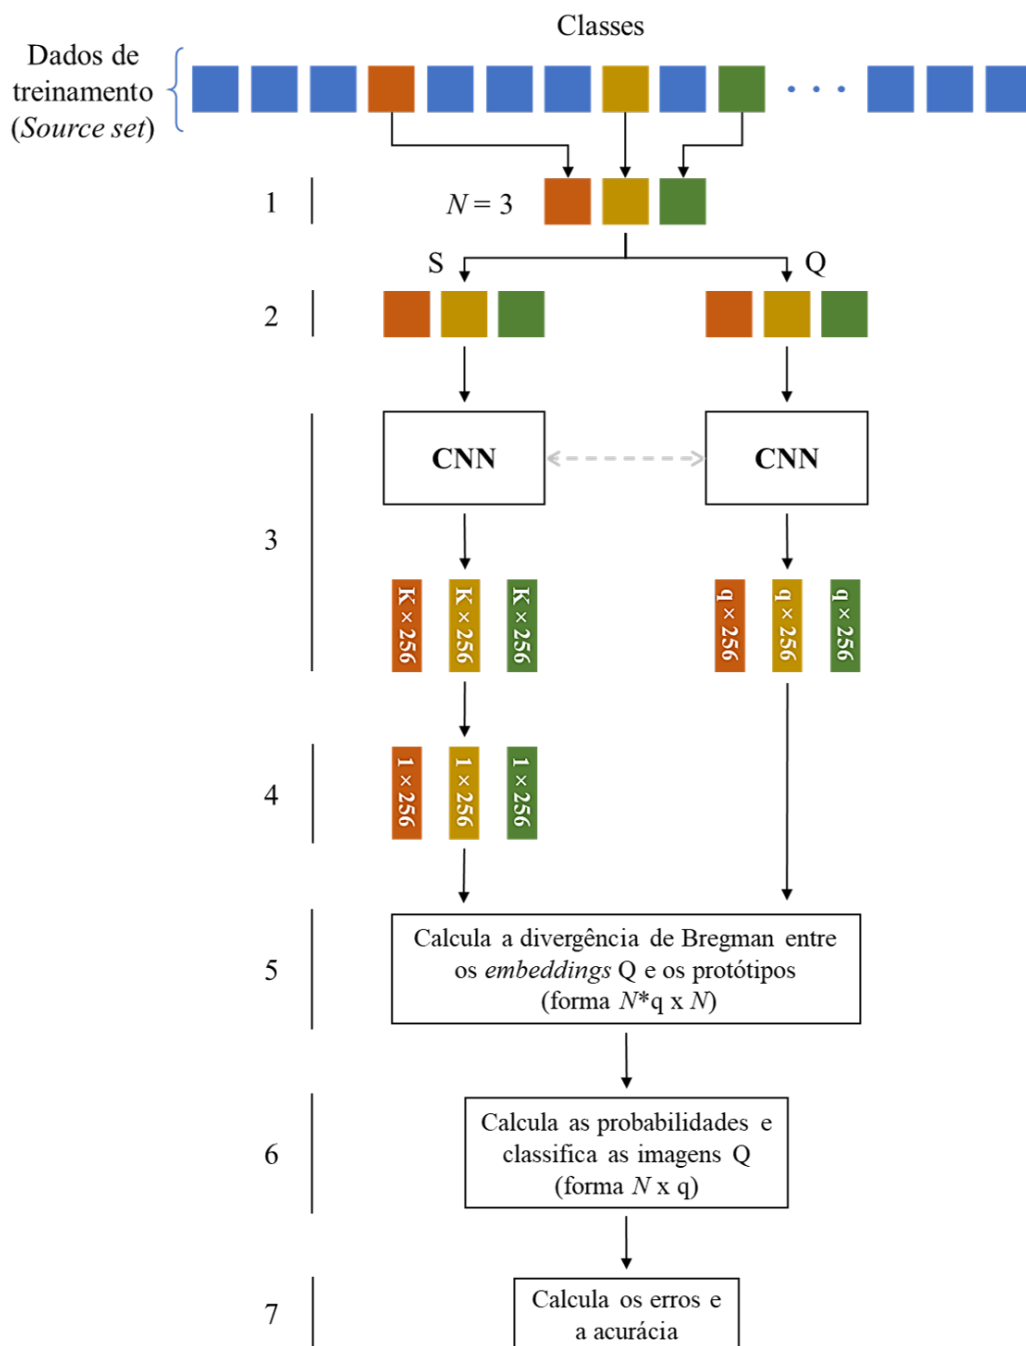 Classes
Dados de
treinamento
(Source set)
1
N = 3
S
Q
2
CNN
CNN
3
K × 256
K × 256
K × 256
q × 256
q × 256
q × 256
4
1 × 256
1 × 256
1 × 256
5
Calcula a divergência de Bregman entre
os embeddings Q e os protótipos
(forma N*q x N)
6
Calcula as probabilidades e
classifica as imagens Q
(forma N x q)
7
Calcula os erros e
a acurácia